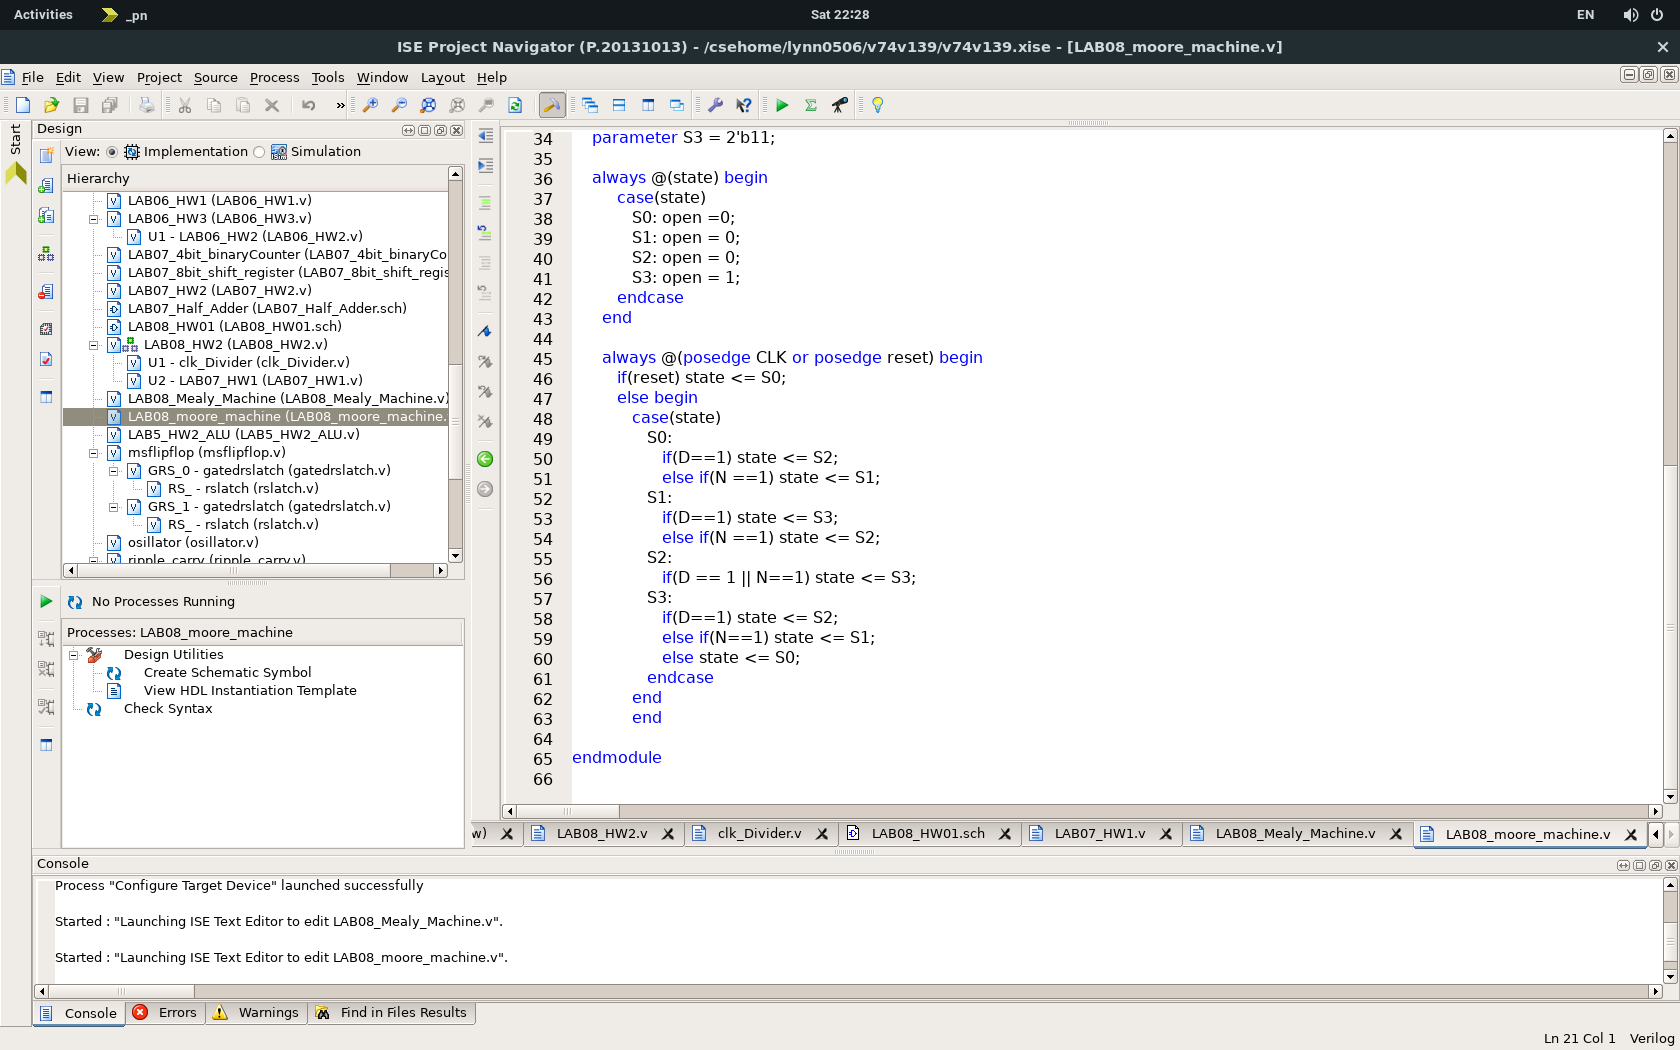 Activities
_pn
Sat 22:28
EN
ISE Project Navigator (P.20131013) - /csehome/lynn0506/v74v139/v74v139.xise - [LAB08_moore_machine.v]
File Edit View Project Source Process Tools Window Layout Help
Start
Design
View: Implementation Simulation
Hierarchy
LAB06_HW1 (LAB06_HW1.v)
LAB06_HW3 (LAB06_HW3.v)
U1 - LAB06_HW2 (LAB06_HW2.v)
LAB07_4bit_binaryCounter (LAB07_4bit_binaryCo
LAB07_8bit_shift_register (LAB07_8bit_shift_regis
LAB07_HW2 (LAB07_HW2.v)
LAB07_Half_Adder (LAB07_Half_Adder.sch)
LAB08_HW01 (LAB08_HW01.sch)
LAB08_HW2 (LAB08_HW2.v)
U1 - clk_Divider (clk_Divider.v)
U2 - LAB07_HW1 (LAB07_HW1.v)
LAB08_Mealy_Machine (LAB08_Mealy_Machine.v)
LAB08_moore_machine (LAB08_moore_machine.
LAB5_HW2_ALU (LAB5_HW2_ALU.v)
msflipflop (msflipflop.v)
GRS_0 - gatedrslatch (gatedrslatch.v)
RS_ - rslatch (rslatch.v)
GRS_1 - gatedrslatch (gatedrslatch.v)
RS_ - rslatch (rslatch.v)
osillator (osillator.v)
ripple_carry (ripple_carry.v)
No Processes Running
Processes: LAB08_moore_machine
Design Utilities
Create Schematic Symbol
View HDL Instantiation Template
Check Syntax
34 parameter S3 = 2'b11;
35
36 always @(state) begin
37 case(state)
38 S0: open =0;
39 S1: open = 0;
40 S2: open = 0;
41 S3: open = 1;
42 endcase
43 end
44
45 always @(posedge CLK or posedge reset) begin
46 if(reset) state <= S0;
47 else begin
48 case(state)
49 S0:
50 if(D==1) state <= S2;
51 else if(N ==1) state <= S1;
52 S1:
53 if(D==1) state <= S3;
54 else if(N ==1) state <= S2;
55 S2:
56 if(D == 1 || N==1) state <= S3;
57 S3:
58 if(D==1) state <= S2;
59 else if(N==1) state <= S1;
60 else state <= S0;
61 endcase
62 end
63 end
64
65 endmodule
66
w) LAB08_HW2.v clk_Divider.v LAB08_HW01.sch LAB07_HW1.v LAB08_Mealy_Machine.v LAB08_moore_machine.v
Console
Process "Configure Target Device" launched successfully
Started : "Launching ISE Text Editor to edit LAB08_Mealy_Machine.v".
Started : "Launching ISE Text Editor to edit LAB08_moore_machine.v".
Console Errors Warnings Find in Files Results
Ln 21 Col 1 Verilog